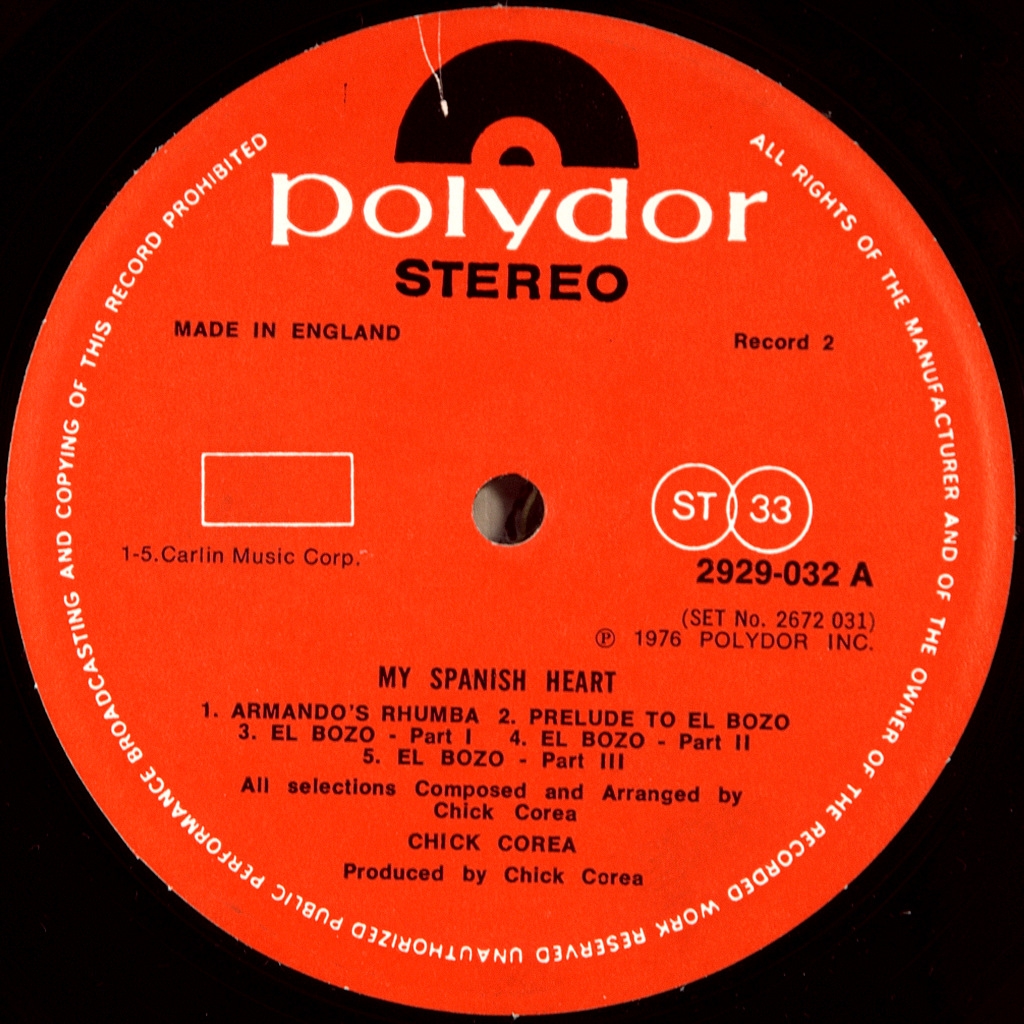 polydor
STEREO
MADE IN ENGLAND
Record 2
ST 33
1-5.Carlin Music Corp.
2929-032 A
(SET No. 2672 031)
℗ 1976 POLYDOR INC.
MY SPANISH HEART
1. ARMANDO'S RHUMBA 2. PRELUDE TO EL BOZO
3. EL BOZO - Part I 4. EL BOZO - Part II
5. EL BOZO - Part III
All selections Composed and Arranged by
Chick Corea
CHICK COREA
Produced by Chick Corea
ALL RIGHTS OF THE MANUFACTURER AND OF THE OWNER OF THE RECORDED WORK RESERVED UNAUTHORIZED PUBLIC PERFORMANCE BROADCASTING AND COPYING OF THIS RECORD PROHIBITED